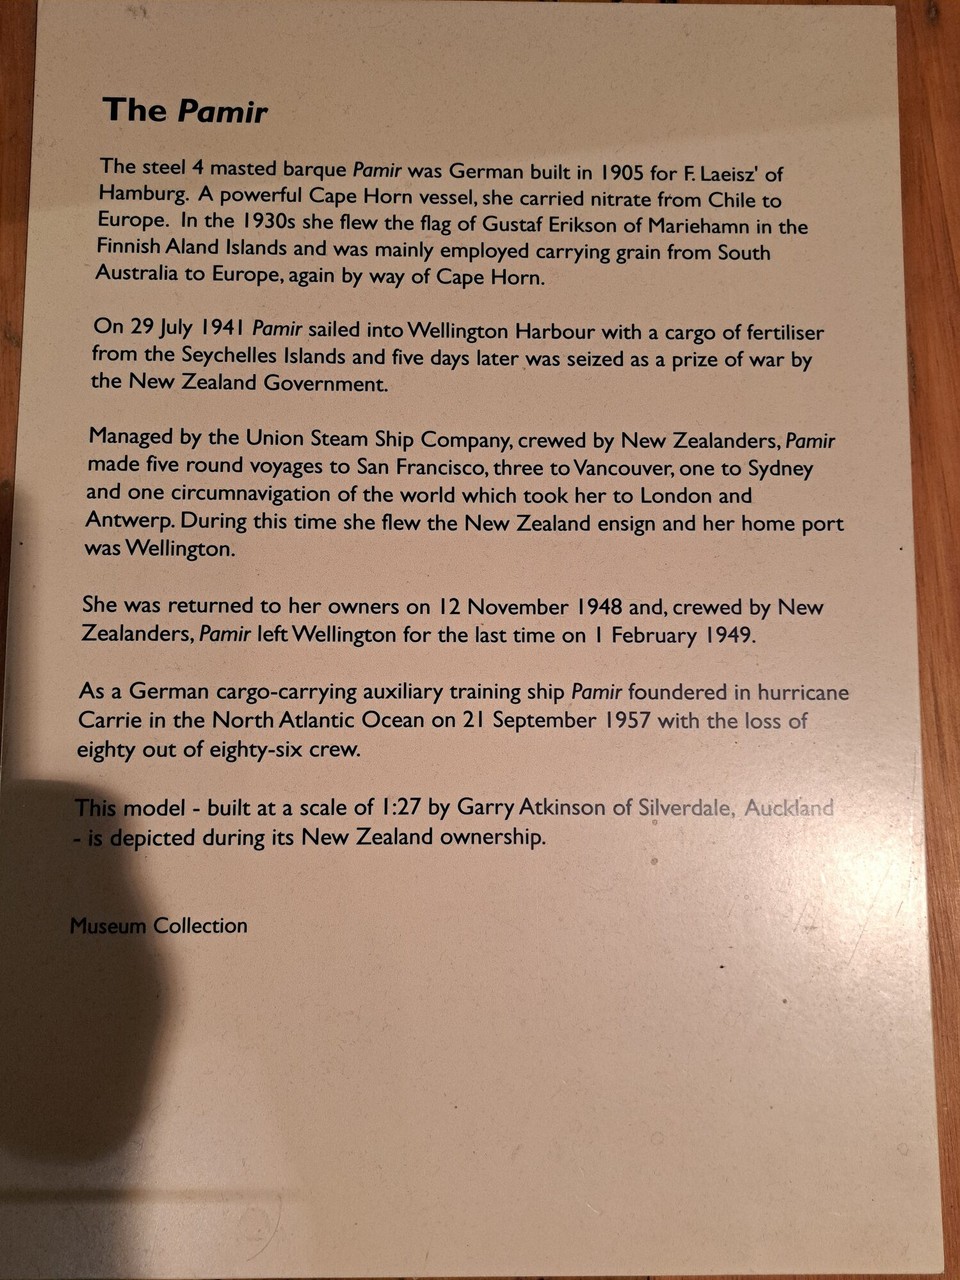 The Pamir
The steel 4 masted barque Pamir was German built in 1905 for F. Laeisz' of
Hamburg. A powerful Cape Horn vessel, she carried nitrate from Chile to
Europe. In the 1930s she flew the flag of Gustaf Erikson of Mariehamn in the
Finnish Aland Islands and was mainly employed carrying grain from South
Australia to Europe, again by way of Cape Horn.
On 29 July 1941 Pamir sailed into Wellington Harbour with a cargo of fertiliser
from the Seychelles Islands and five days later was seized as a prize of war by
the New Zealand Government.
Managed by the Union Steam Ship Company, crewed by New Zealanders, Pamir
made five round voyages to San Francisco, three to Vancouver, one to Sydney
and one circumnavigation of the world which took her to London and
Antwerp. During this time she flew the New Zealand ensign and her home port
was Wellington.
She was returned to her owners on 12 November 1948 and, crewed by New
Zealanders, Pamir left Wellington for the last time on 1 February 1949.
As a German cargo-carrying auxiliary training ship Pamir foundered in hurricane
Carrie in the North Atlantic Ocean on 21 September 1957 with the loss of
eighty out of eighty-six crew.
This model - built at a scale of 1:27 by Garry Atkinson of Silverdale, Auckland
- is depicted during its New Zealand ownership.
Museum Collection